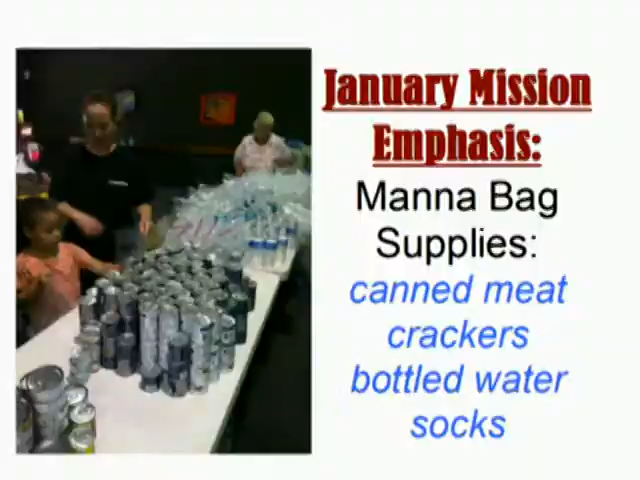 January Mission
Emphasis:
Manna Bag
Supplies:
canned meat
crackers
bottled water
socks